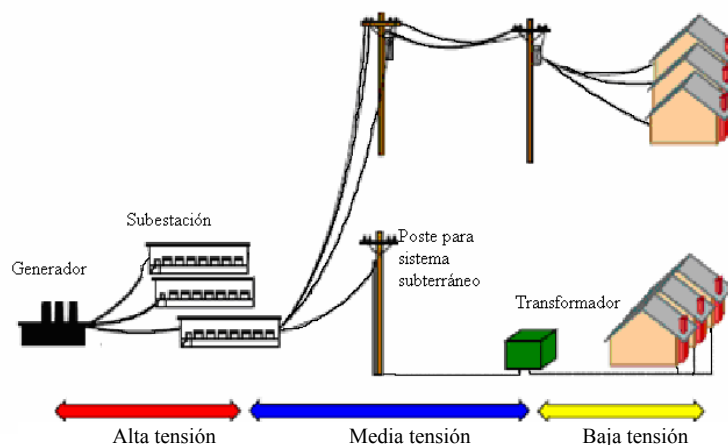 Subestación
Generador
Poste para
sistema
subterráneo
Transformador
Alta tensión
Media tensión
Baja tensión